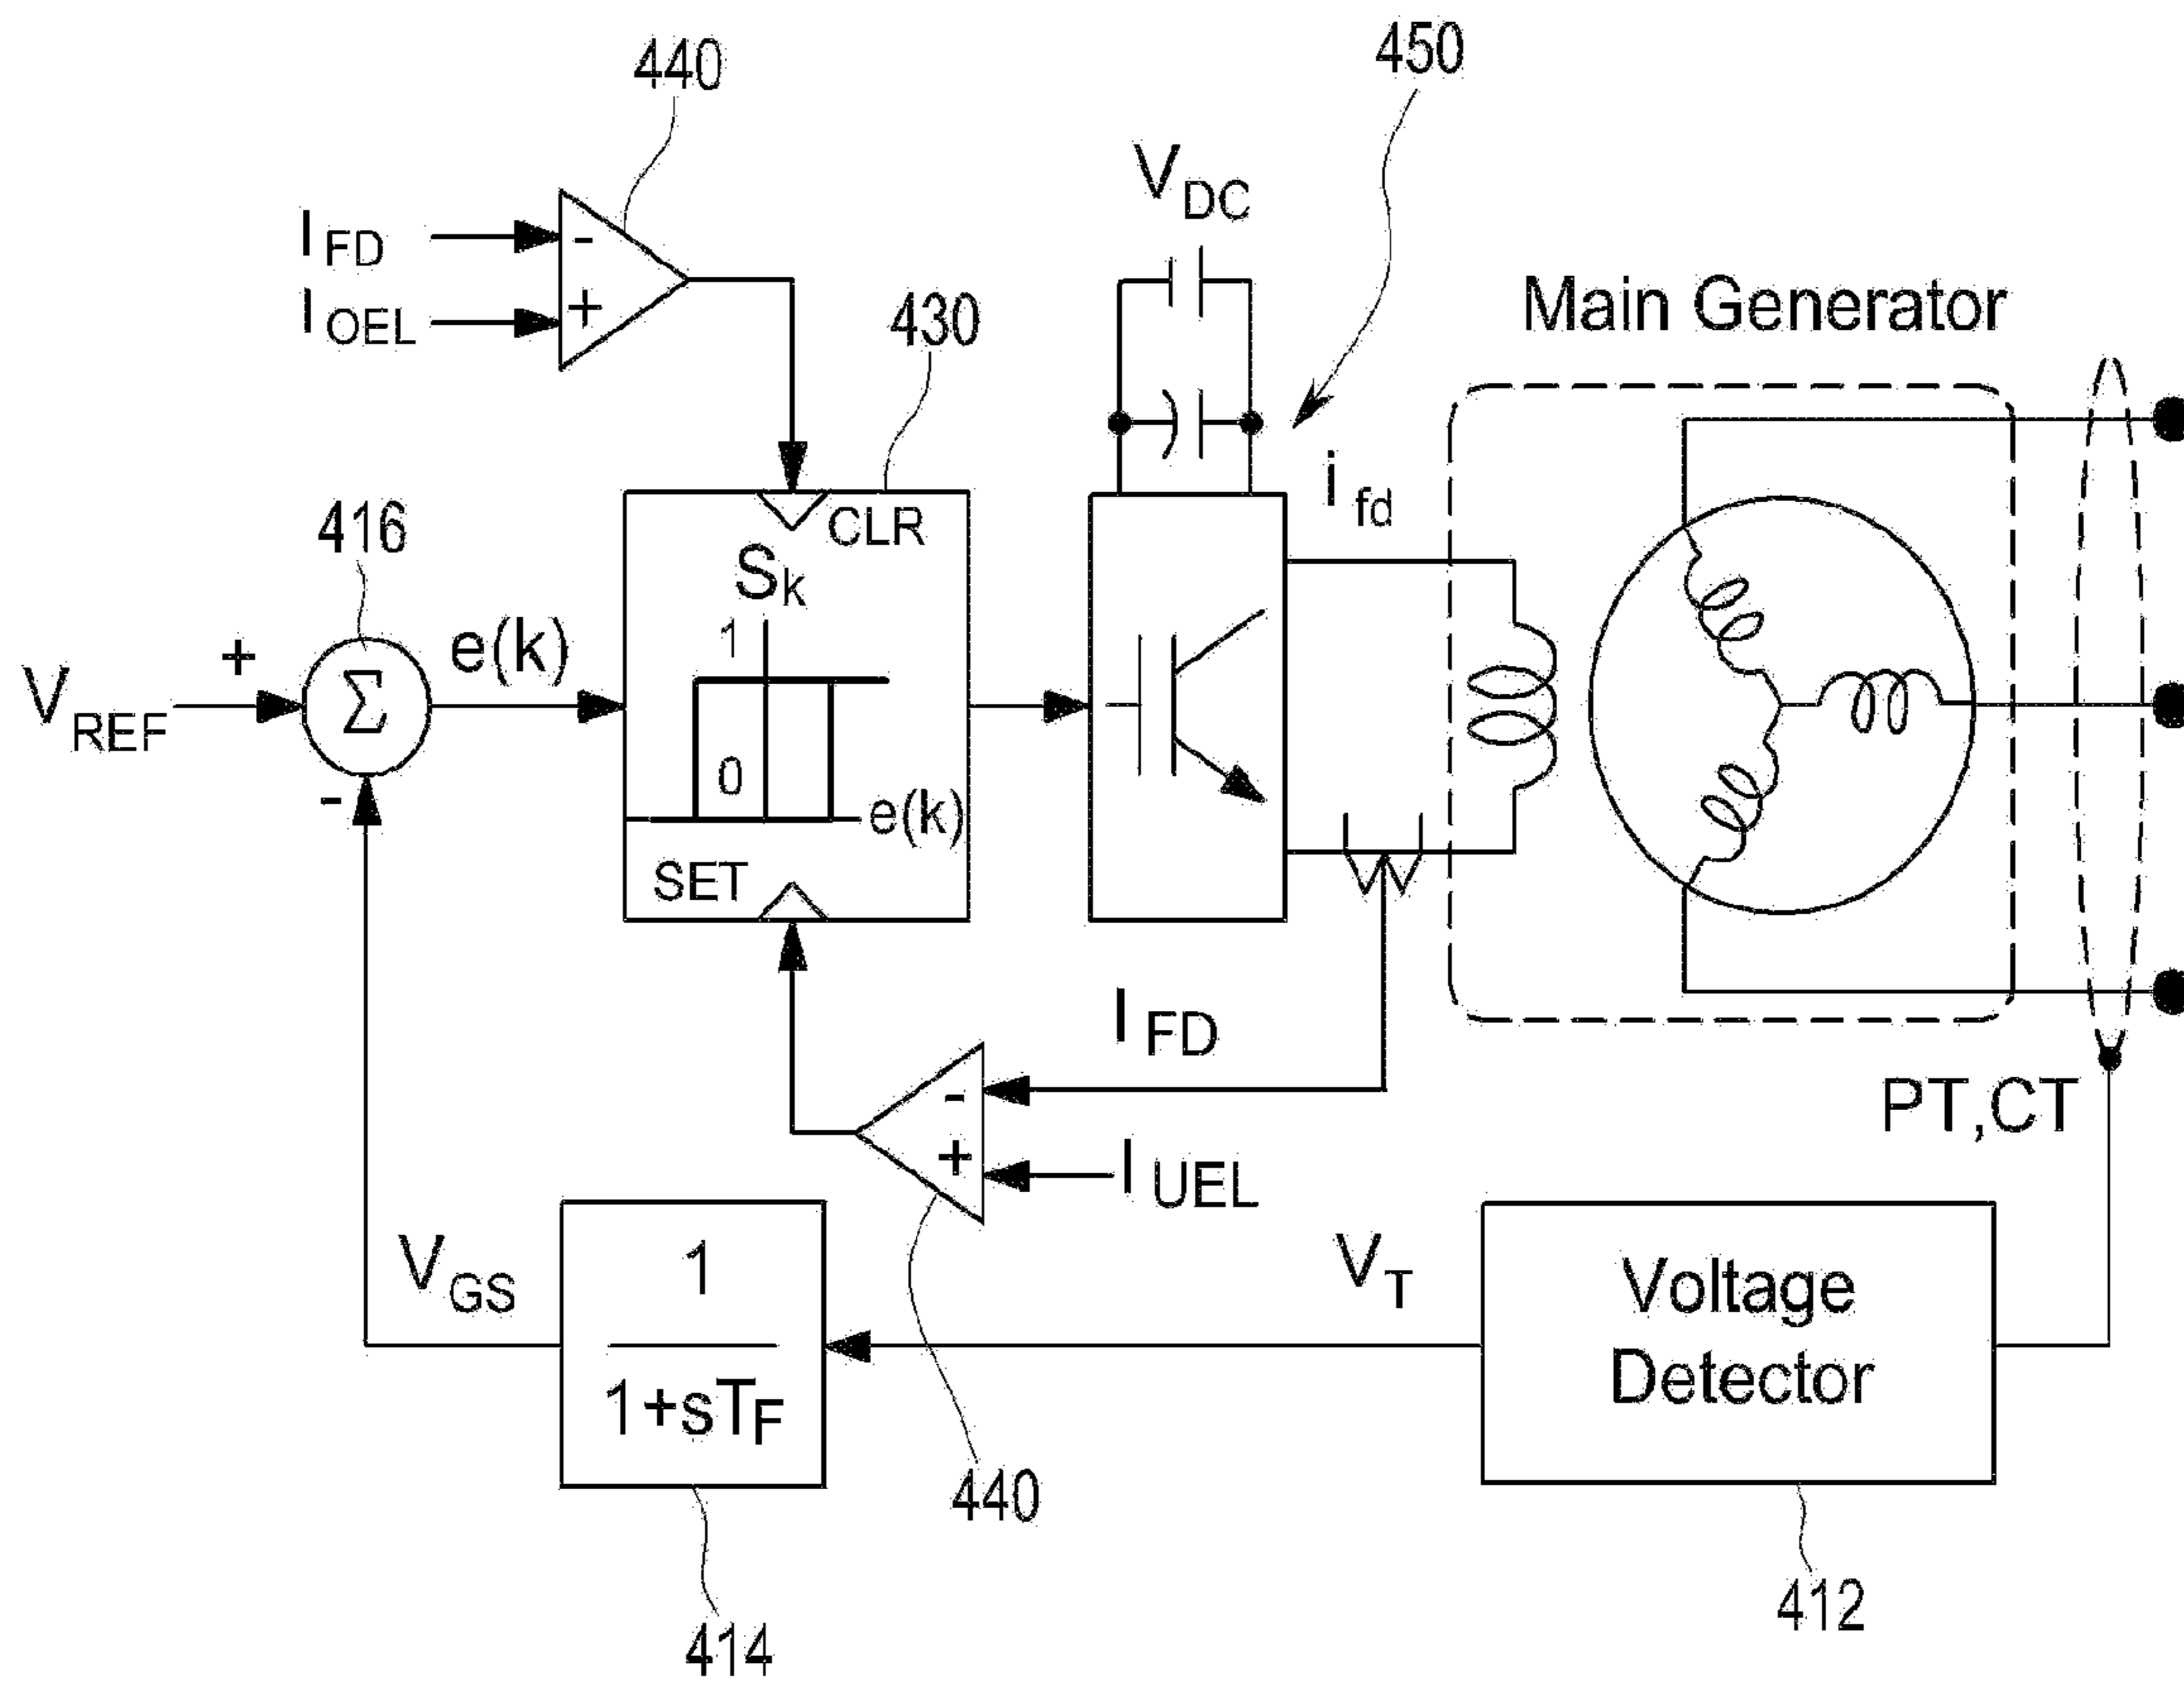 440
450
V DC
I FD
-
I OEL
+
430
Main Generator
416
CLR
S k
i fd
+
e(k)
1
V REF
Σ
0
-
e(k)
SET
I FD
-
PT,CT
+
I UEL
V GS
1
1+sT F
V T
Voltage
Detector
440
412
414